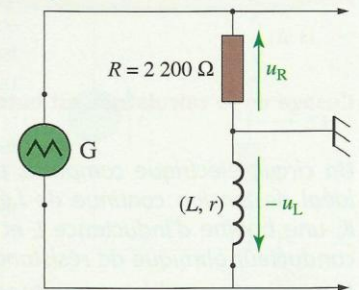 R = 2 200 Ω
u_R
G
(L, r)
u_L